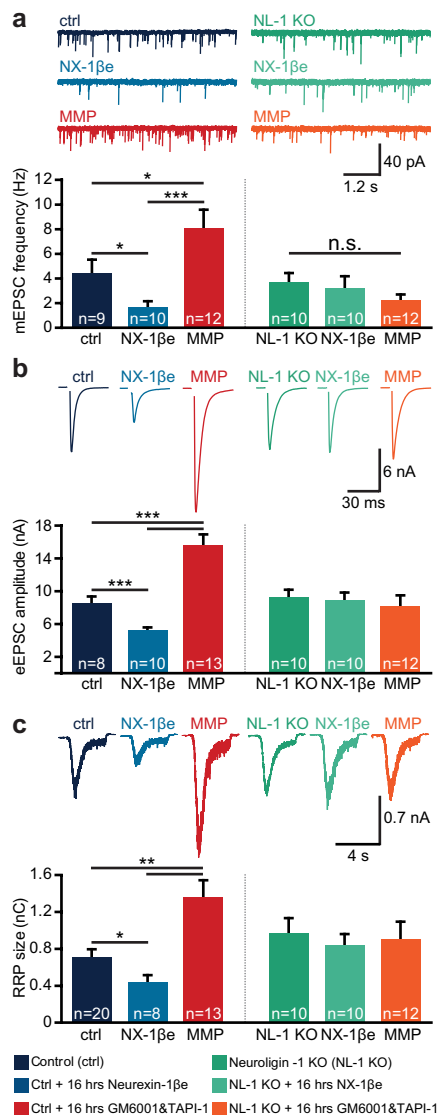 a
ctrl NL-1 KO
NX-1βe NX-1βe
MMP MMP
40 pA
1.2 s
mEPSC frequency (Hz)
12
10
8
6
4
2
0
*
***
*
n.s.
n=9 n=10 n=12 n=10 n=10 n=12
ctrl NX-1βe MMP NL-1 KO NX-1βe MMP
b
ctrl NX-1βe MMP NL-1 KO NX-1βe MMP
6 nA
30 ms
eEPSC amplitude (nA)
18
14
10
6
0
***
***
n=8 n=10 n=13 n=10 n=10 n=12
ctrl NX-1βe MMP NL-1 KO NX-1βe MMP
c
ctrl NX-1βe MMP NL-1 KO NX-1βe MMP
0.7 nA
4 s
RRP size (nC)
1.6
1.2
0.8
0.4
0
**
*
n=20 n=8 n=13 n=10 n=10 n=12
ctrl NX-1βe MMP NL-1 KO NX-1βe MMP
Control (ctrl) Neuroligin -1 KO (NL-1 KO)
Ctrl + 16 hrs Neurexin-1βe NL-1 KO + 16 hrs NX-1βe
Ctrl + 16 hrs GM6001&TAPI-1 NL-1 KO + 16 hrs GM6001&TAPI-1